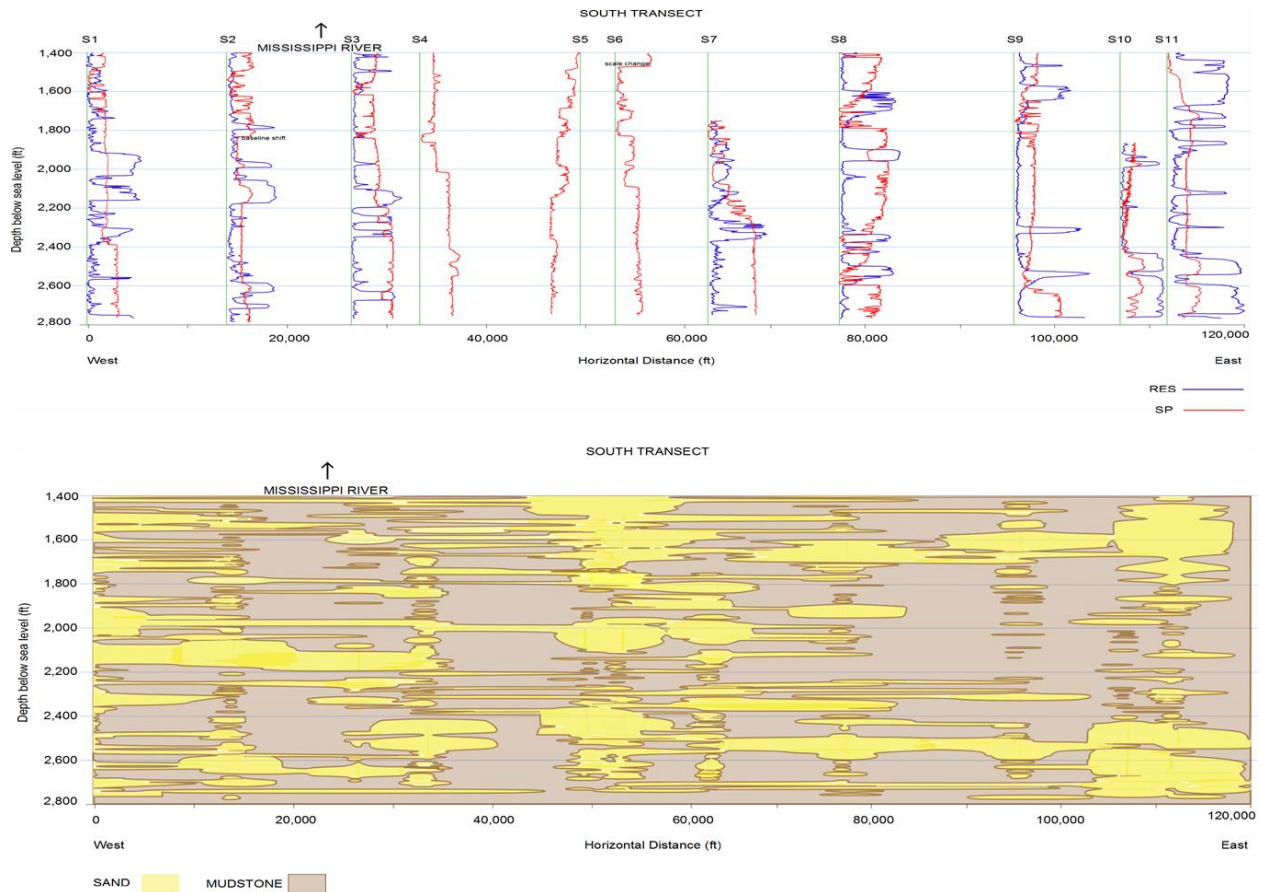 SOUTH TRANSECT
↑
MISSISSIPPI RIVER
S1 S2 S3 S4 S5 S6 S7 S8 S9 S10 S11
1,400
scale change
1,600
1,800
baseline shift
2,000
2,200
2,400
2,600
2,800
Depth below sea level (ft)
0 20,000 40,000 60,000 80,000 100,000 120,000
West Horizontal Distance (ft) East
RES
SP
SOUTH TRANSECT
↑
MISSISSIPPI RIVER
1,400
1,600
1,800
2,000
2,200
2,400
2,600
2,800
Depth below sea level (ft)
0 20,000 40,000 60,000 80,000 100,000 120,000
West Horizontal Distance (ft) East
SAND MUDSTONE